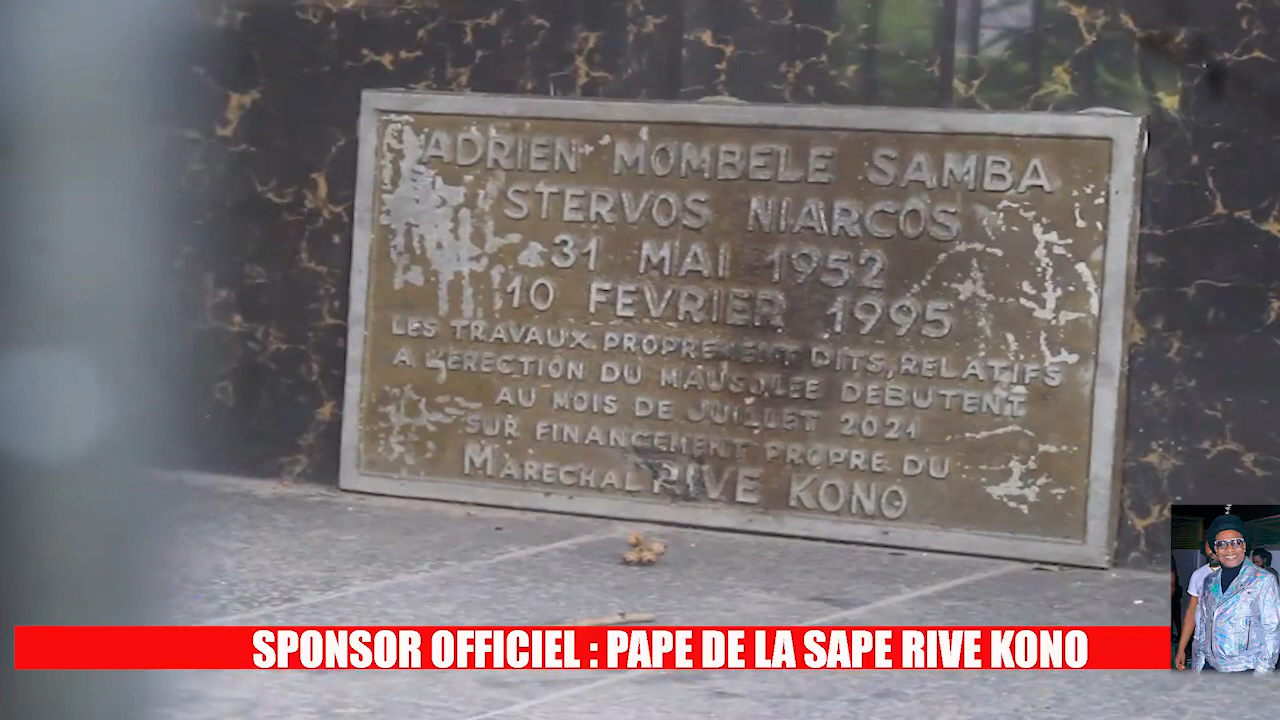 ADRIEN MOMBELE SAMBA
STERVOS NIARCOS
31 MAI 1952
10 FEVRIER 1995
LES TRAVAUX PROPREMENT DITS, RELATIFS
A L'ERECTION DU MAUSOLEE DEBUTENT
AU MOIS DE JUILLET 2021
SUR FINANCEMENT PROPRE DU
MARECHAL RIVE KONO
SPONSOR OFFICIEL : PAPE DE LA SAPE RIVE KONO